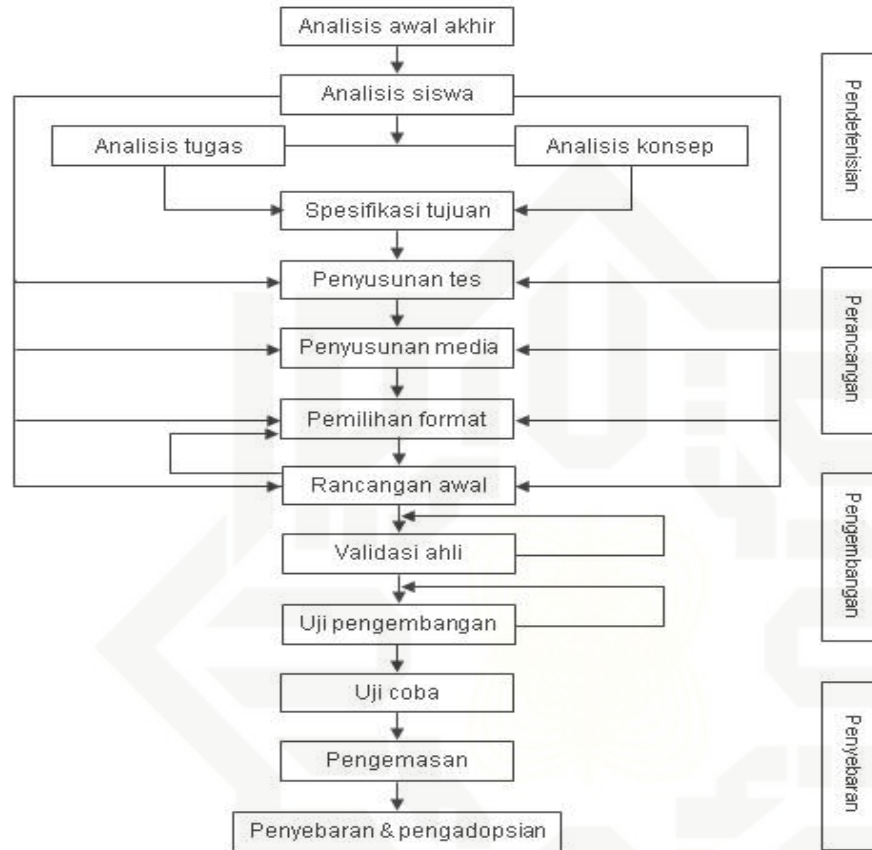 Analisis awal akhir
Analisis siswa
Analisis tugas
Analisis konsep
Spesifikasi tujuan
Penyusunan tes
Penyusunan media
Pemilihan format
Rancangan awal
Validasi ahli
Uji pengembangan
Uji coba
Pengemasan
Penyebaran & pengadopsian
Pendefenisian
Perancangan
Pengembangan
Penyebaran